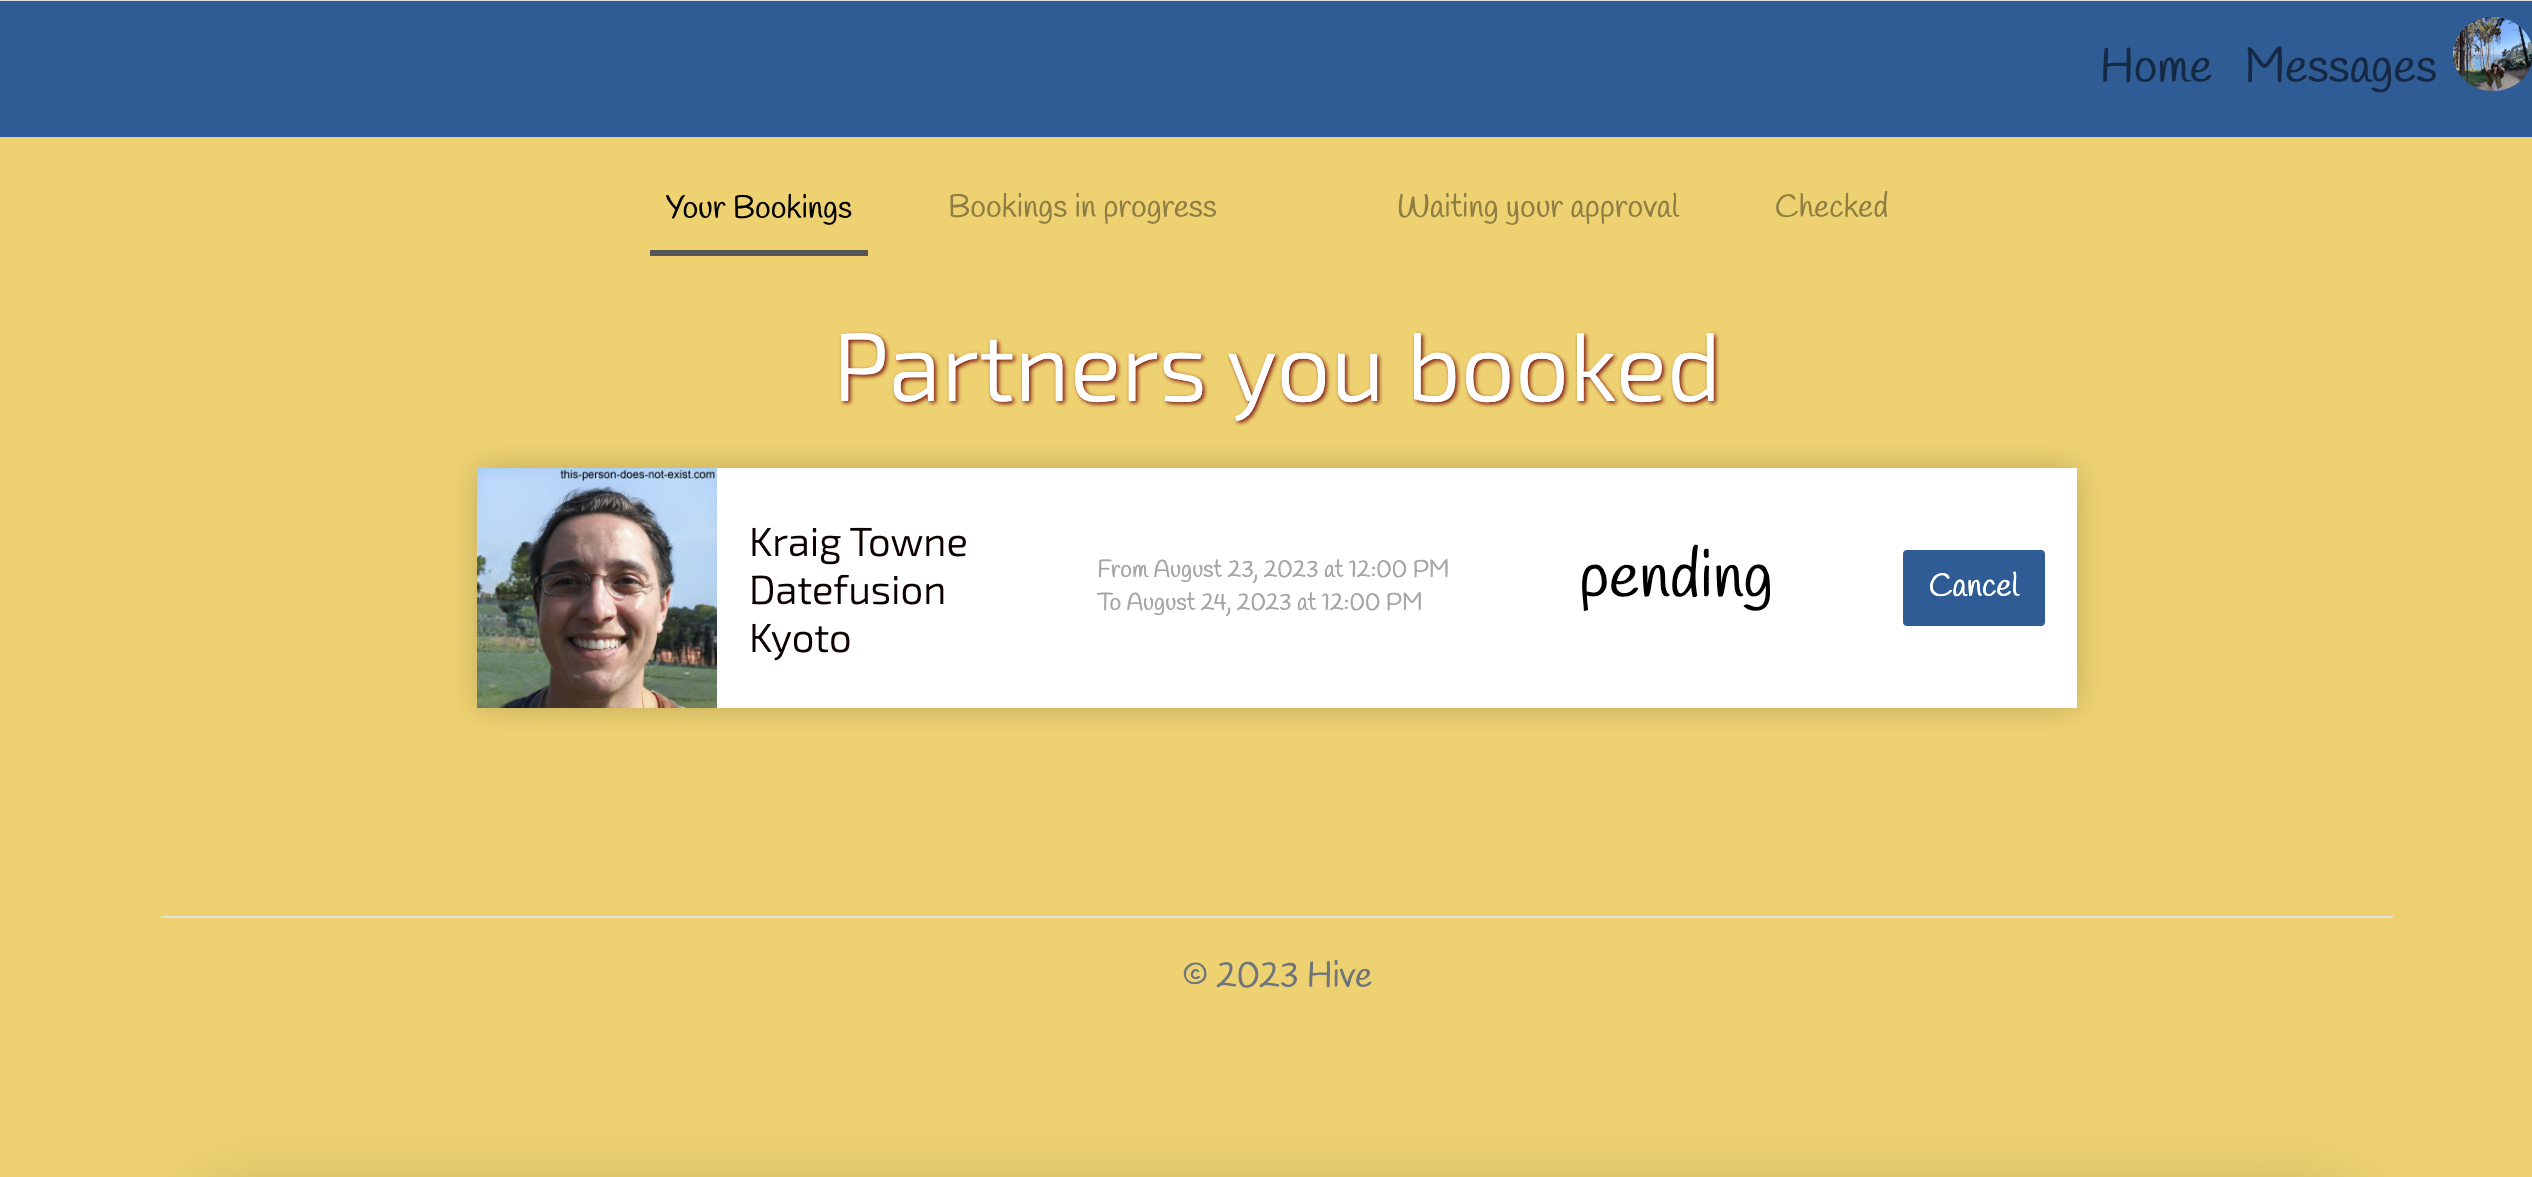 Home Messages
Your Bookings Bookings in progress Waiting your approval Checked
Partners you booked
this-person-does-not-exist.com
Kraig Towne
Datefusion
Kyoto
From August 23, 2023 at 12:00 PM
To August 24, 2023 at 12:00 PM
pending
Cancel
© 2023 Hive